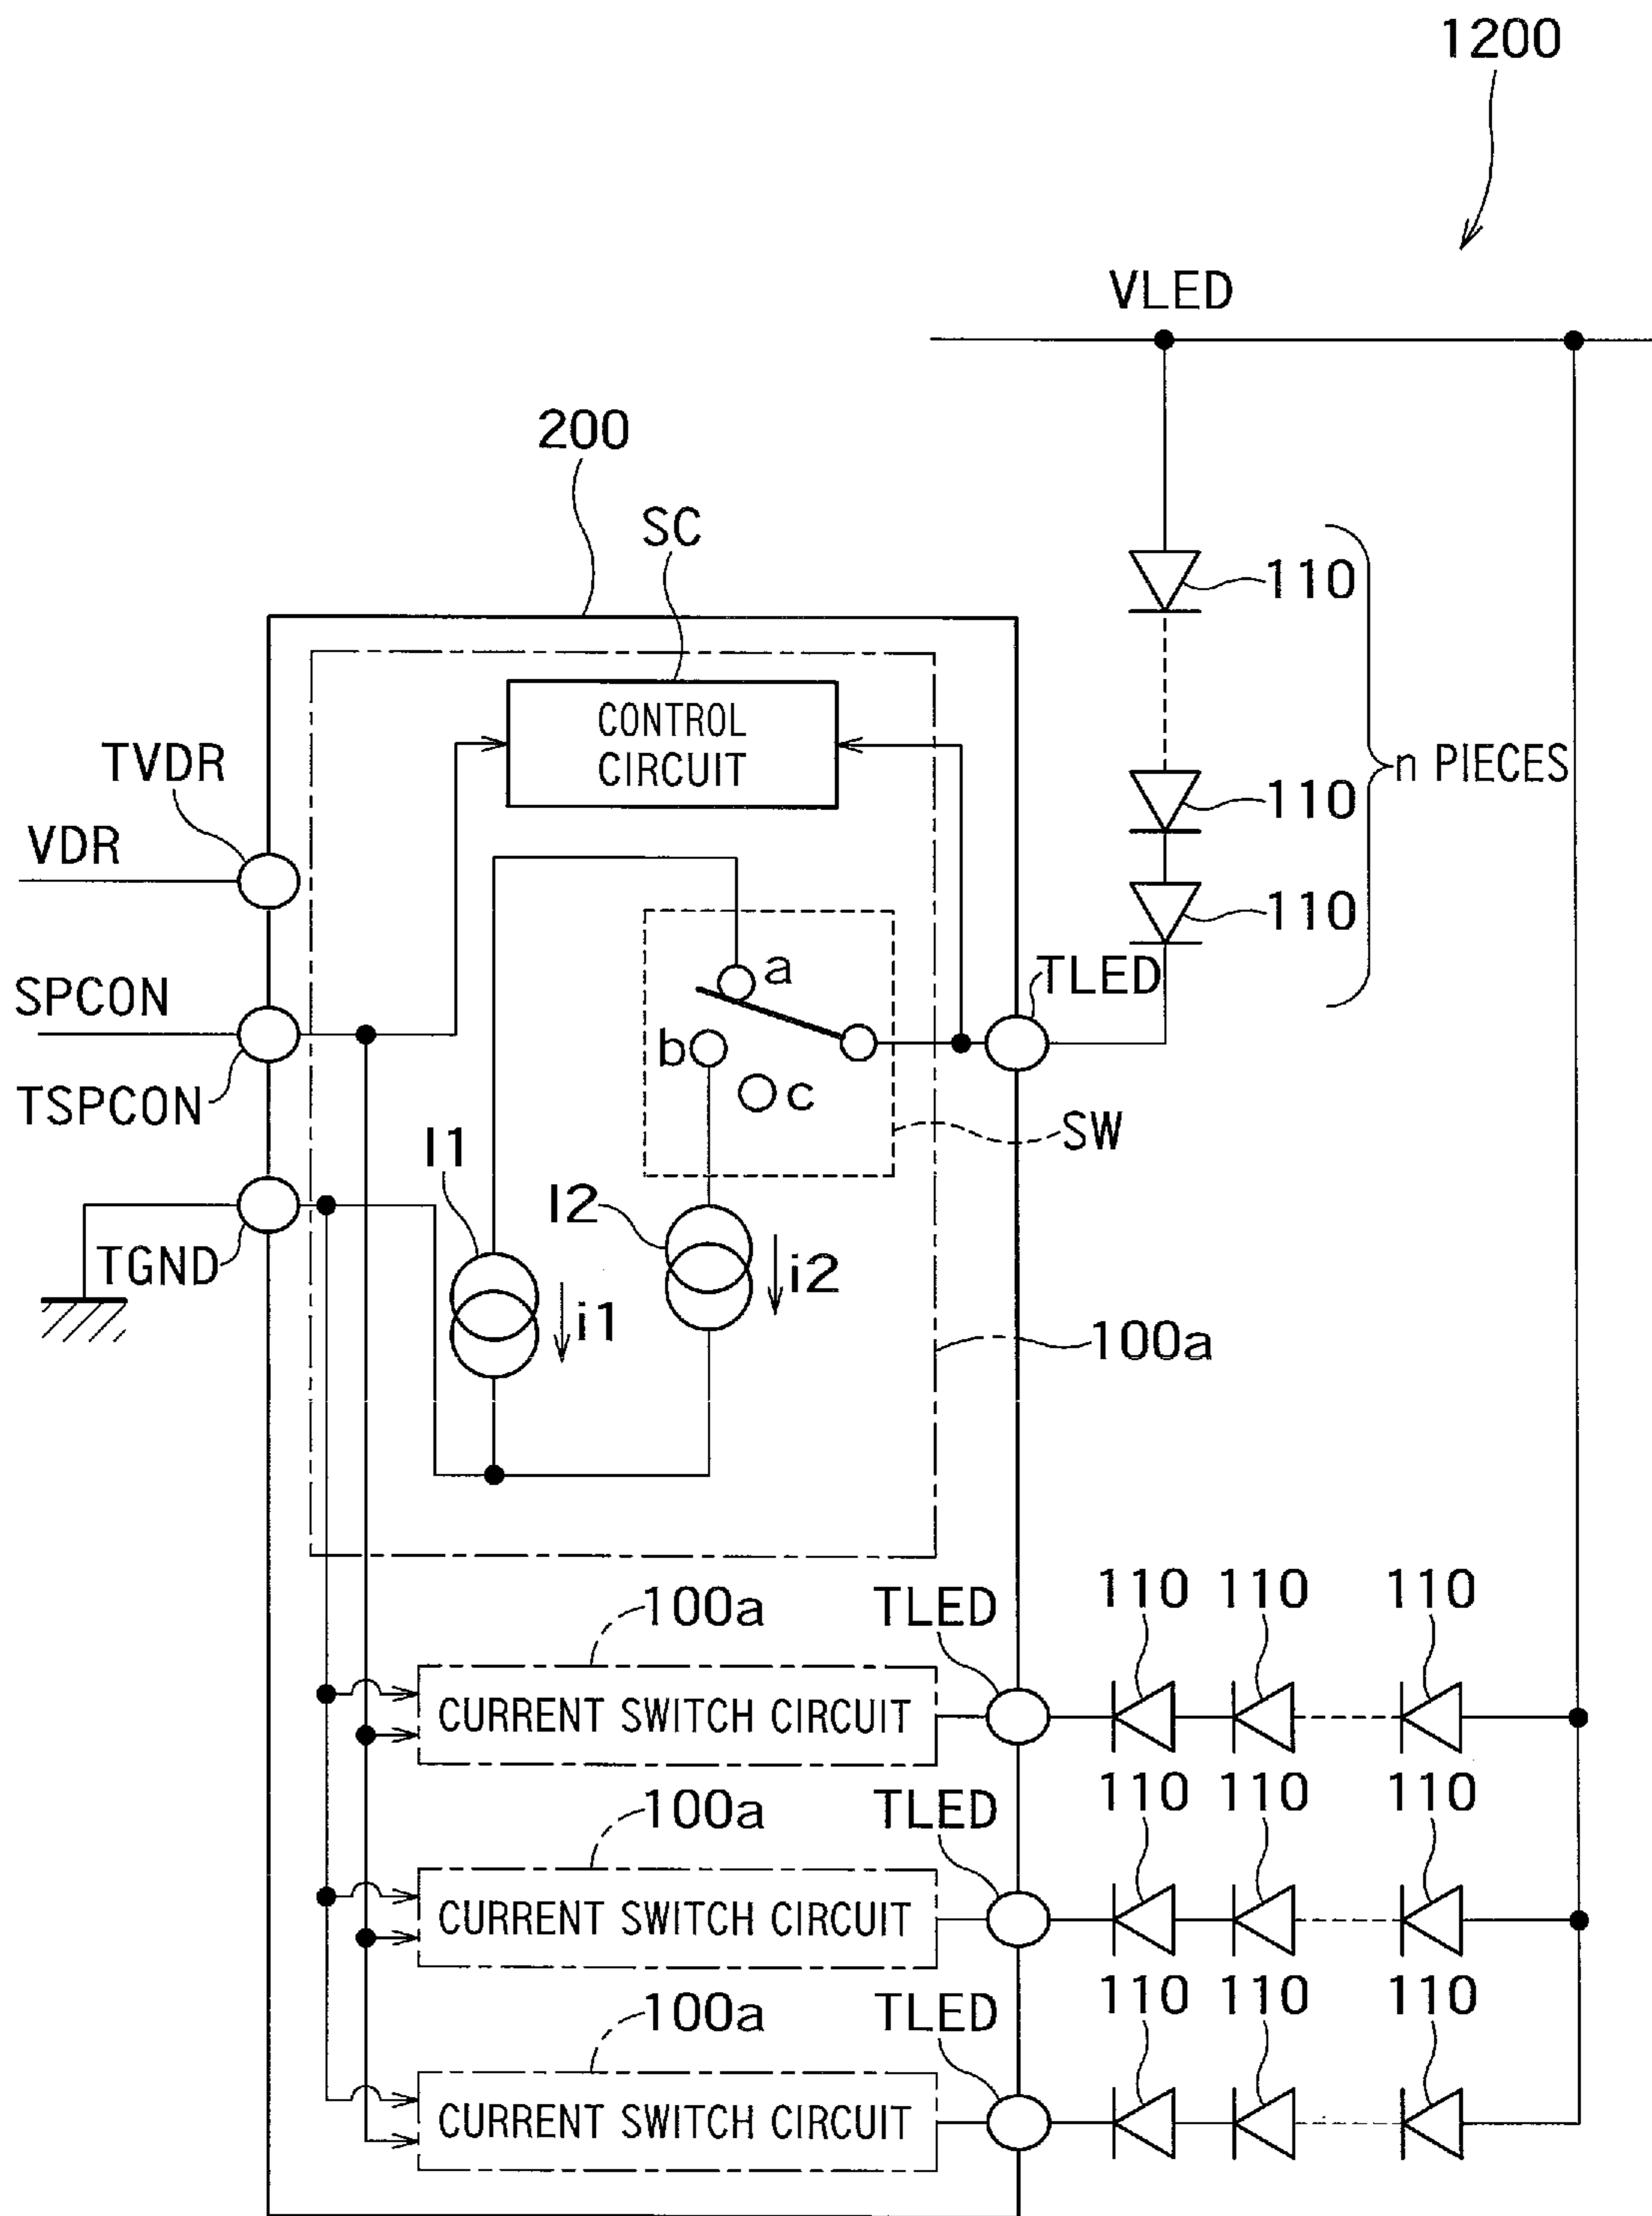 1200
VLED
200
SC
110
CONTROL
CIRCUIT
TVDR
n PIECES
110
VDR
110
a
TLED
SPCON
b
c
TSPCON
SW
I1
I2
TGND
i2
i1
100a
110 110 110
100a TLED
CURRENT SWITCH CIRCUIT
110 110 110
100a TLED
CURRENT SWITCH CIRCUIT
110 110 110
100a TLED
CURRENT SWITCH CIRCUIT